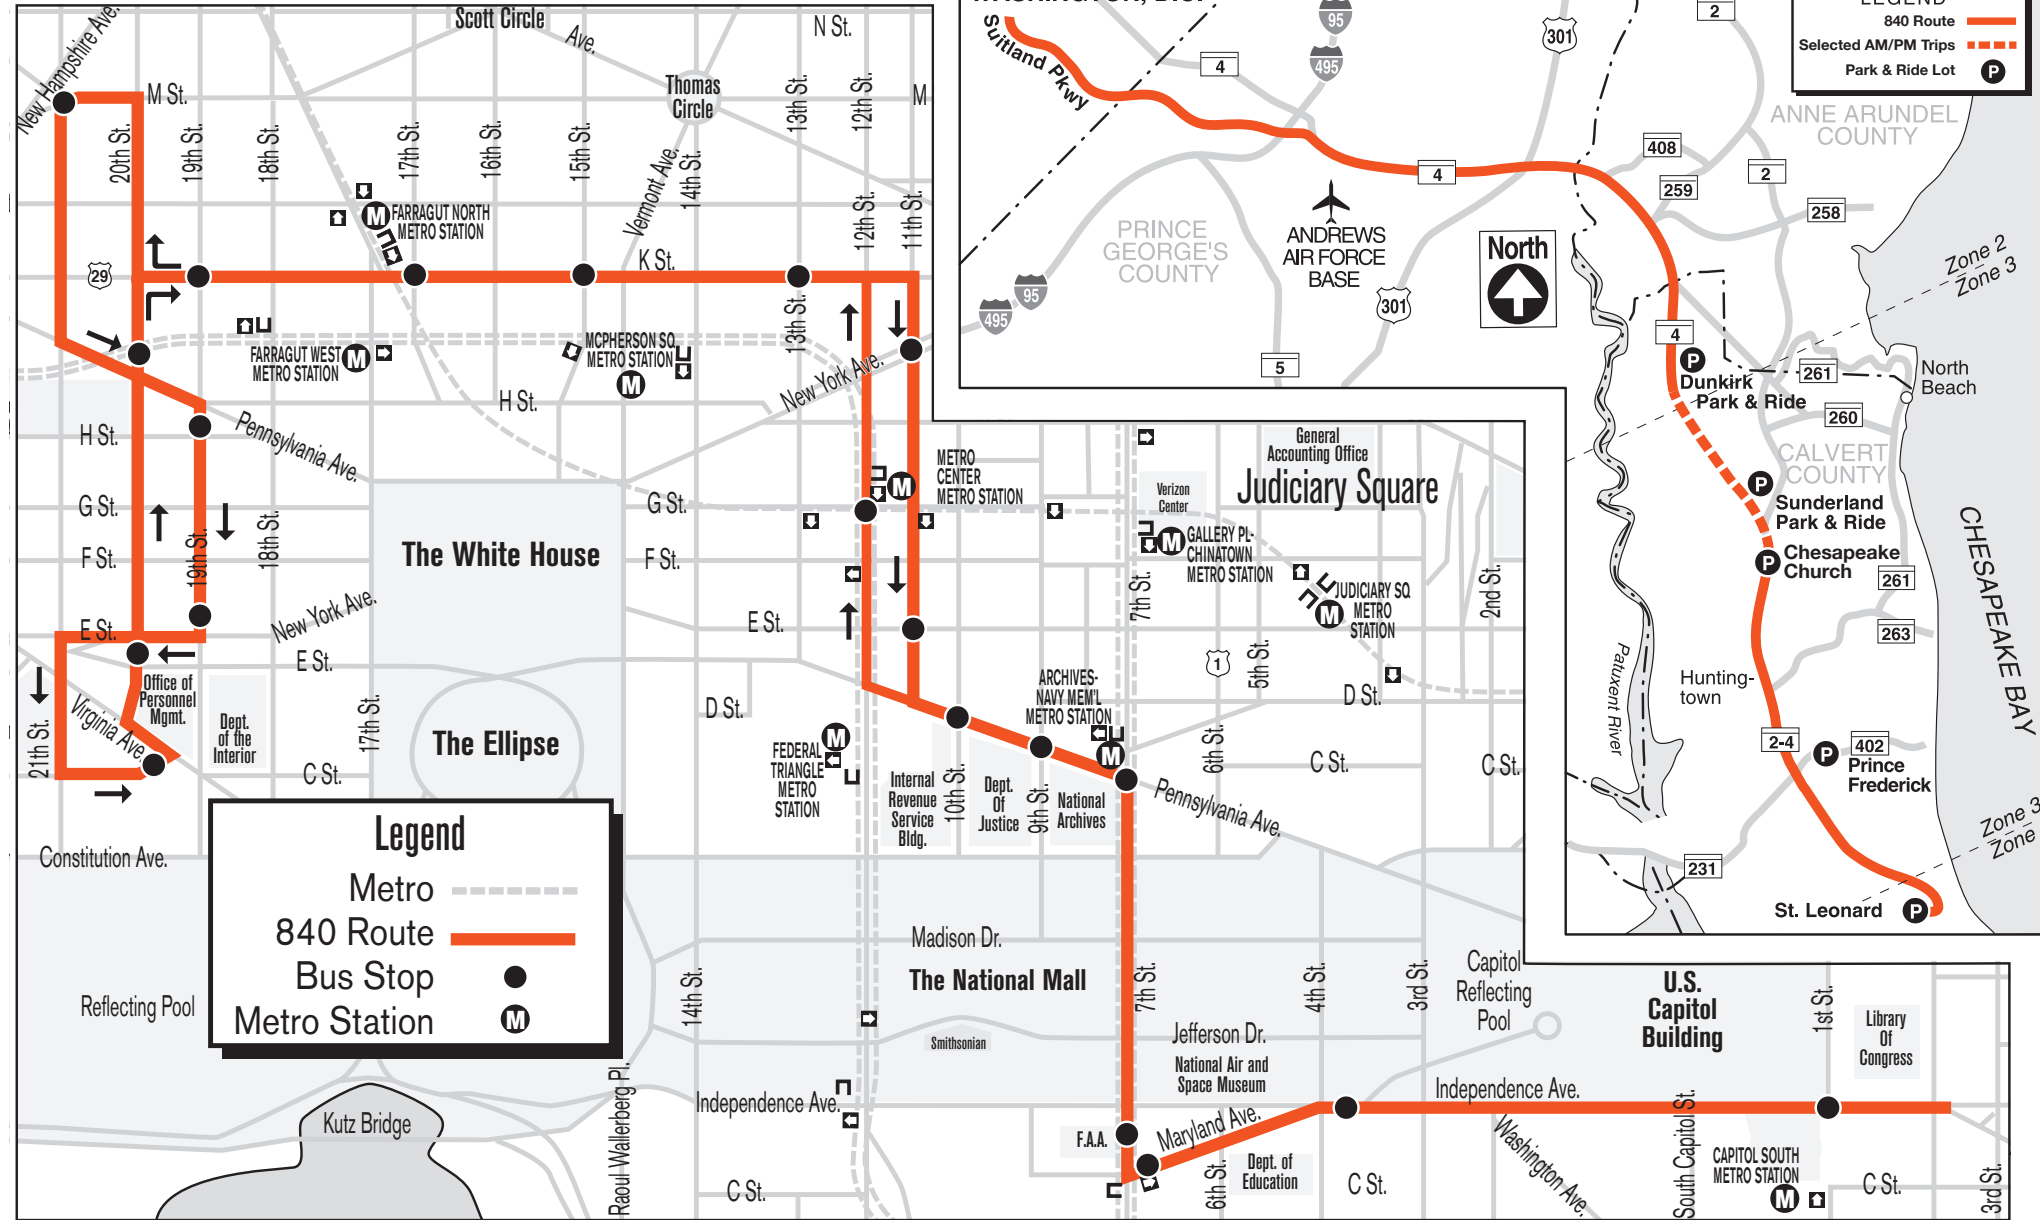 Scott Circle
Ave.
N St.
New Hampshire Ave.
M St.
Thomas
Circle
M
20th St.
19th St.
18th St.
17th St.
16th St.
15th St.
Vermont Ave.
14th St.
13th St.
12th St.
12th St.
11th St.
FARRAGUT NORTH
METRO STATION
M
K St.
29
FARRAGUT WEST
METRO STATION
M
MCPHERSON SQ
METRO STATION
M
13th St.
New York Ave.
H St.
H St.
Pennsylvania Ave.
G St.
G St.
METRO
CENTER
METRO STATION
M
F St.
F St.
19th St.
18th St.
The White House
General
Accounting Office
Verizon
Center
Judiciary Square
GALLERY PL-
CHINATOWN
METRO STATION
M
JUDICIARY SQ
METRO
STATION
M
7th St.
2nd St.
5th St.
1
E St.
New York Ave.
E St.
E St.
Office of
Personnel
Mgmt.
Dept.
of the
Interior
Virginia Ave.
21th St.
17th St.
The Ellipse
C St.
D St.
FEDERAL
TRIANGLE
METRO
STATION
M
ARCHIVES-
NAVY MEM'L
METRO STATION
M
D St.
6th St.
C St.
C St.
Internal
Revenue
Service
Bldg.
10th St.
Dept.
Of
Justice
9th St.
National
Archives
Pennsylvania Ave.
Constitution Ave.
Legend
Metro
840 Route
Bus Stop
Metro Station
M
Reflecting Pool
Kutz Bridge
Raoul Wallerberg Pl.
14th St.
Madison Dr.
The National Mall
7th St.
Jefferson Dr.
Smithsonian
National Air and
Space Museum
4th St.
3rd St.
Capitol
Reflecting
Pool
U.S.
Capitol
Building
1st St.
Library
Of
Congress
Independence Ave.
Independence Ave.
F.A.A.
Maryland Ave.
6th St.
Dept. of
Education
C St.
C St.
Washington Ave.
South Capitol St.
CAPITOL SOUTH
METRO STATION
M
C St.
3rd St.
Suitland Pkwy
4
95
495
301
2
840 Route
Selected AM/PM Trips
Park & Ride Lot
P
ANNE ARUNDEL
COUNTY
408
259
2
258
4
PRINCE
GEORGE'S
COUNTY
ANDREWS
AIR FORCE
BASE
North
95
495
301
5
Zone 2
Zone 3
4
P
Dunkirk
Park & Ride
261
North
Beach
260
CALVERT
COUNTY
P
Sunderland
Park & Ride
P
Chesapeake
Church
261
263
CHESAPEAKE BAY
Patuxent River
Hunting-
town
2-4
P
402
Prince
Frederick
231
Zone 3
Zone
St. Leonard
P